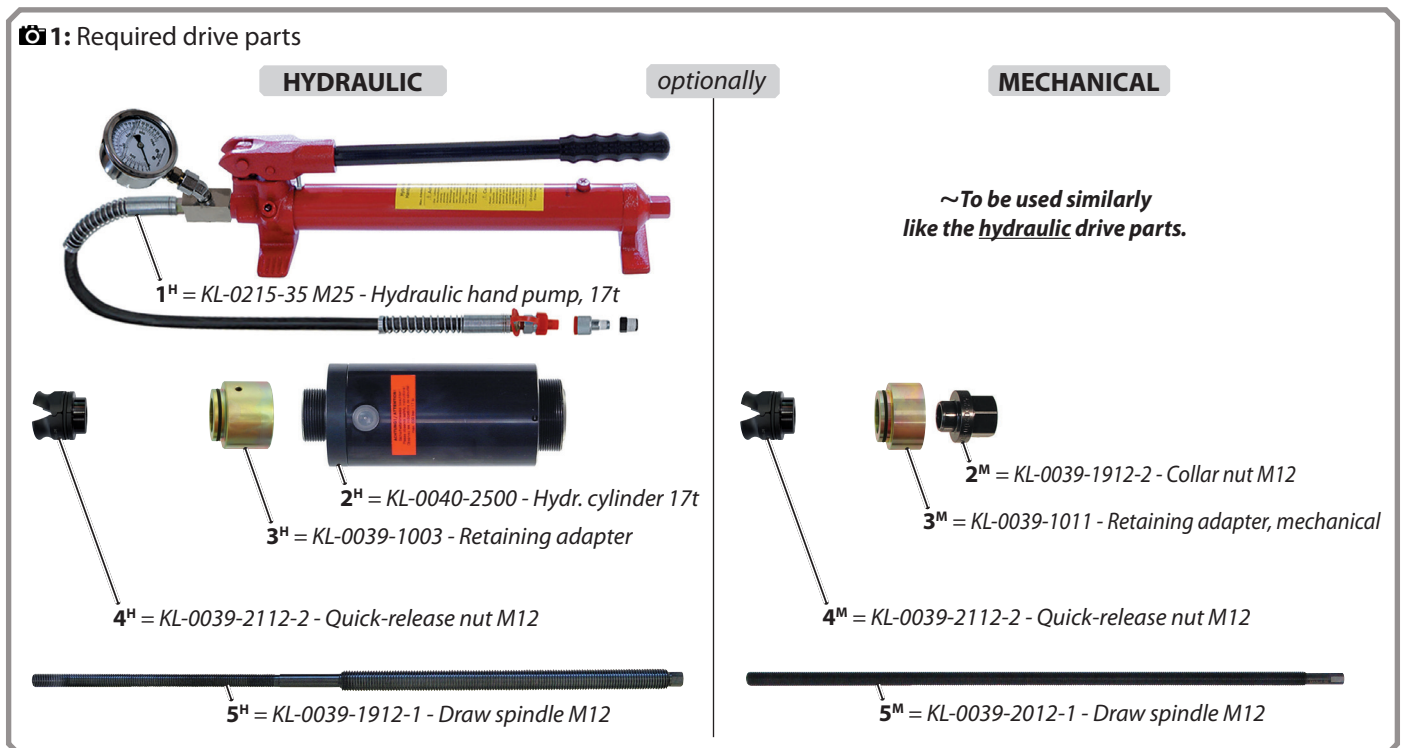 1: Required drive parts
HYDRAULIC
optionally
MECHANICAL
~To be used similarly
like the hydraulic drive parts.
1H = KL-0215-35 M25 - Hydraulic hand pump, 17t
2H = KL-0040-2500 - Hydr. cylinder 17t
3H = KL-0039-1003 - Retaining adapter
4H = KL-0039-2112-2 - Quick-release nut M12
5H = KL-0039-1912-1 - Draw spindle M12
2M = KL-0039-1912-2 - Collar nut M12
3M = KL-0039-1011 - Retaining adapter, mechanical
4M = KL-0039-2112-2 - Quick-release nut M12
5M = KL-0039-2012-1 - Draw spindle M12